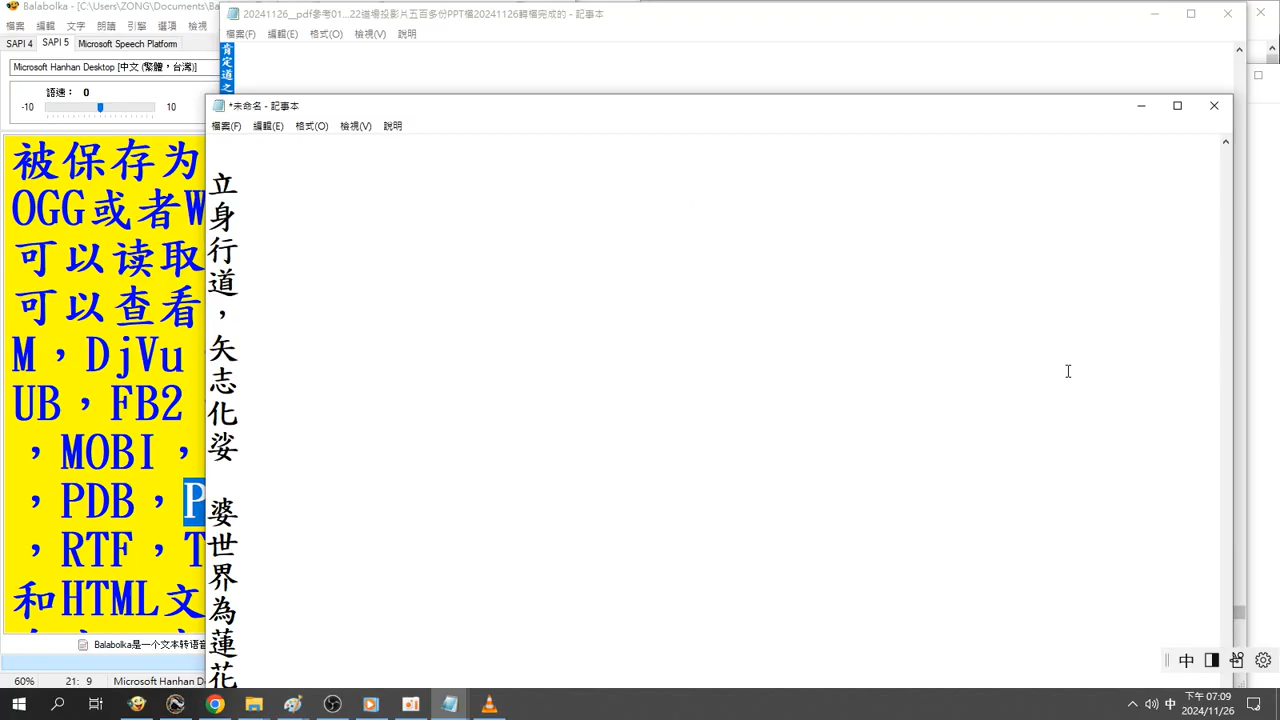 Balabolka - [C:\Users\ZONG\Documents\Ba
檔案 編輯 文字 朗讀 引擎 選項 檢視
SAPI 4 SAPI 5 Microsoft Speech Platform
Microsoft Hanhan Desktop [中文 (繁體，台灣)]
語速： 0
-10 10
被保存为
OGG或者W
可以读取
可以查看
M，DjVu
UB，FB2
，MOBI，
，PDB，P
，RTF，T
和HTML文
Balabolka是一个文本转语音
60% 21: 9 Microsoft Hanhan D
20241126__pdf參考01...22道場投影片五百多份PPT檔20241126轉檔完成的 - 記事本
檔案(F) 編輯(E) 格式(O) 檢視(V) 說明
肯
定
道
之
*未命名 - 記事本
檔案(F) 編輯(E) 格式(O) 檢視(V) 說明
立
身
行
道
，
矢
志
化
娑
婆
世
界
為
蓮
花
中
中
下午 07:09
2024/11/26